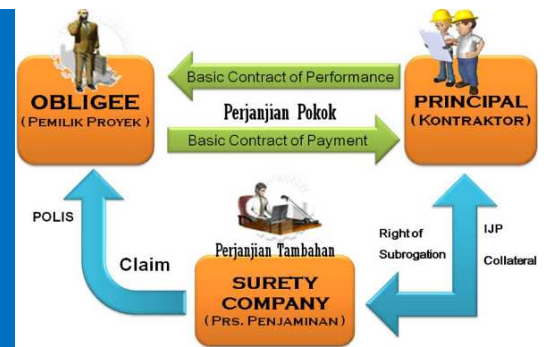 Basic Contract of Performance
OBLIGEE
(PEMILIK PROYEK)
Perjanjian Pokok
PRINCIPAL
(KONTRAKTOR)
Basic Contract of Payment
POLIS
Claim
Perjanjian Tambahan
Right of
Subrogation
IJP
Collateral
SURETY
COMPANY
(PRS. PENJAMINAN)